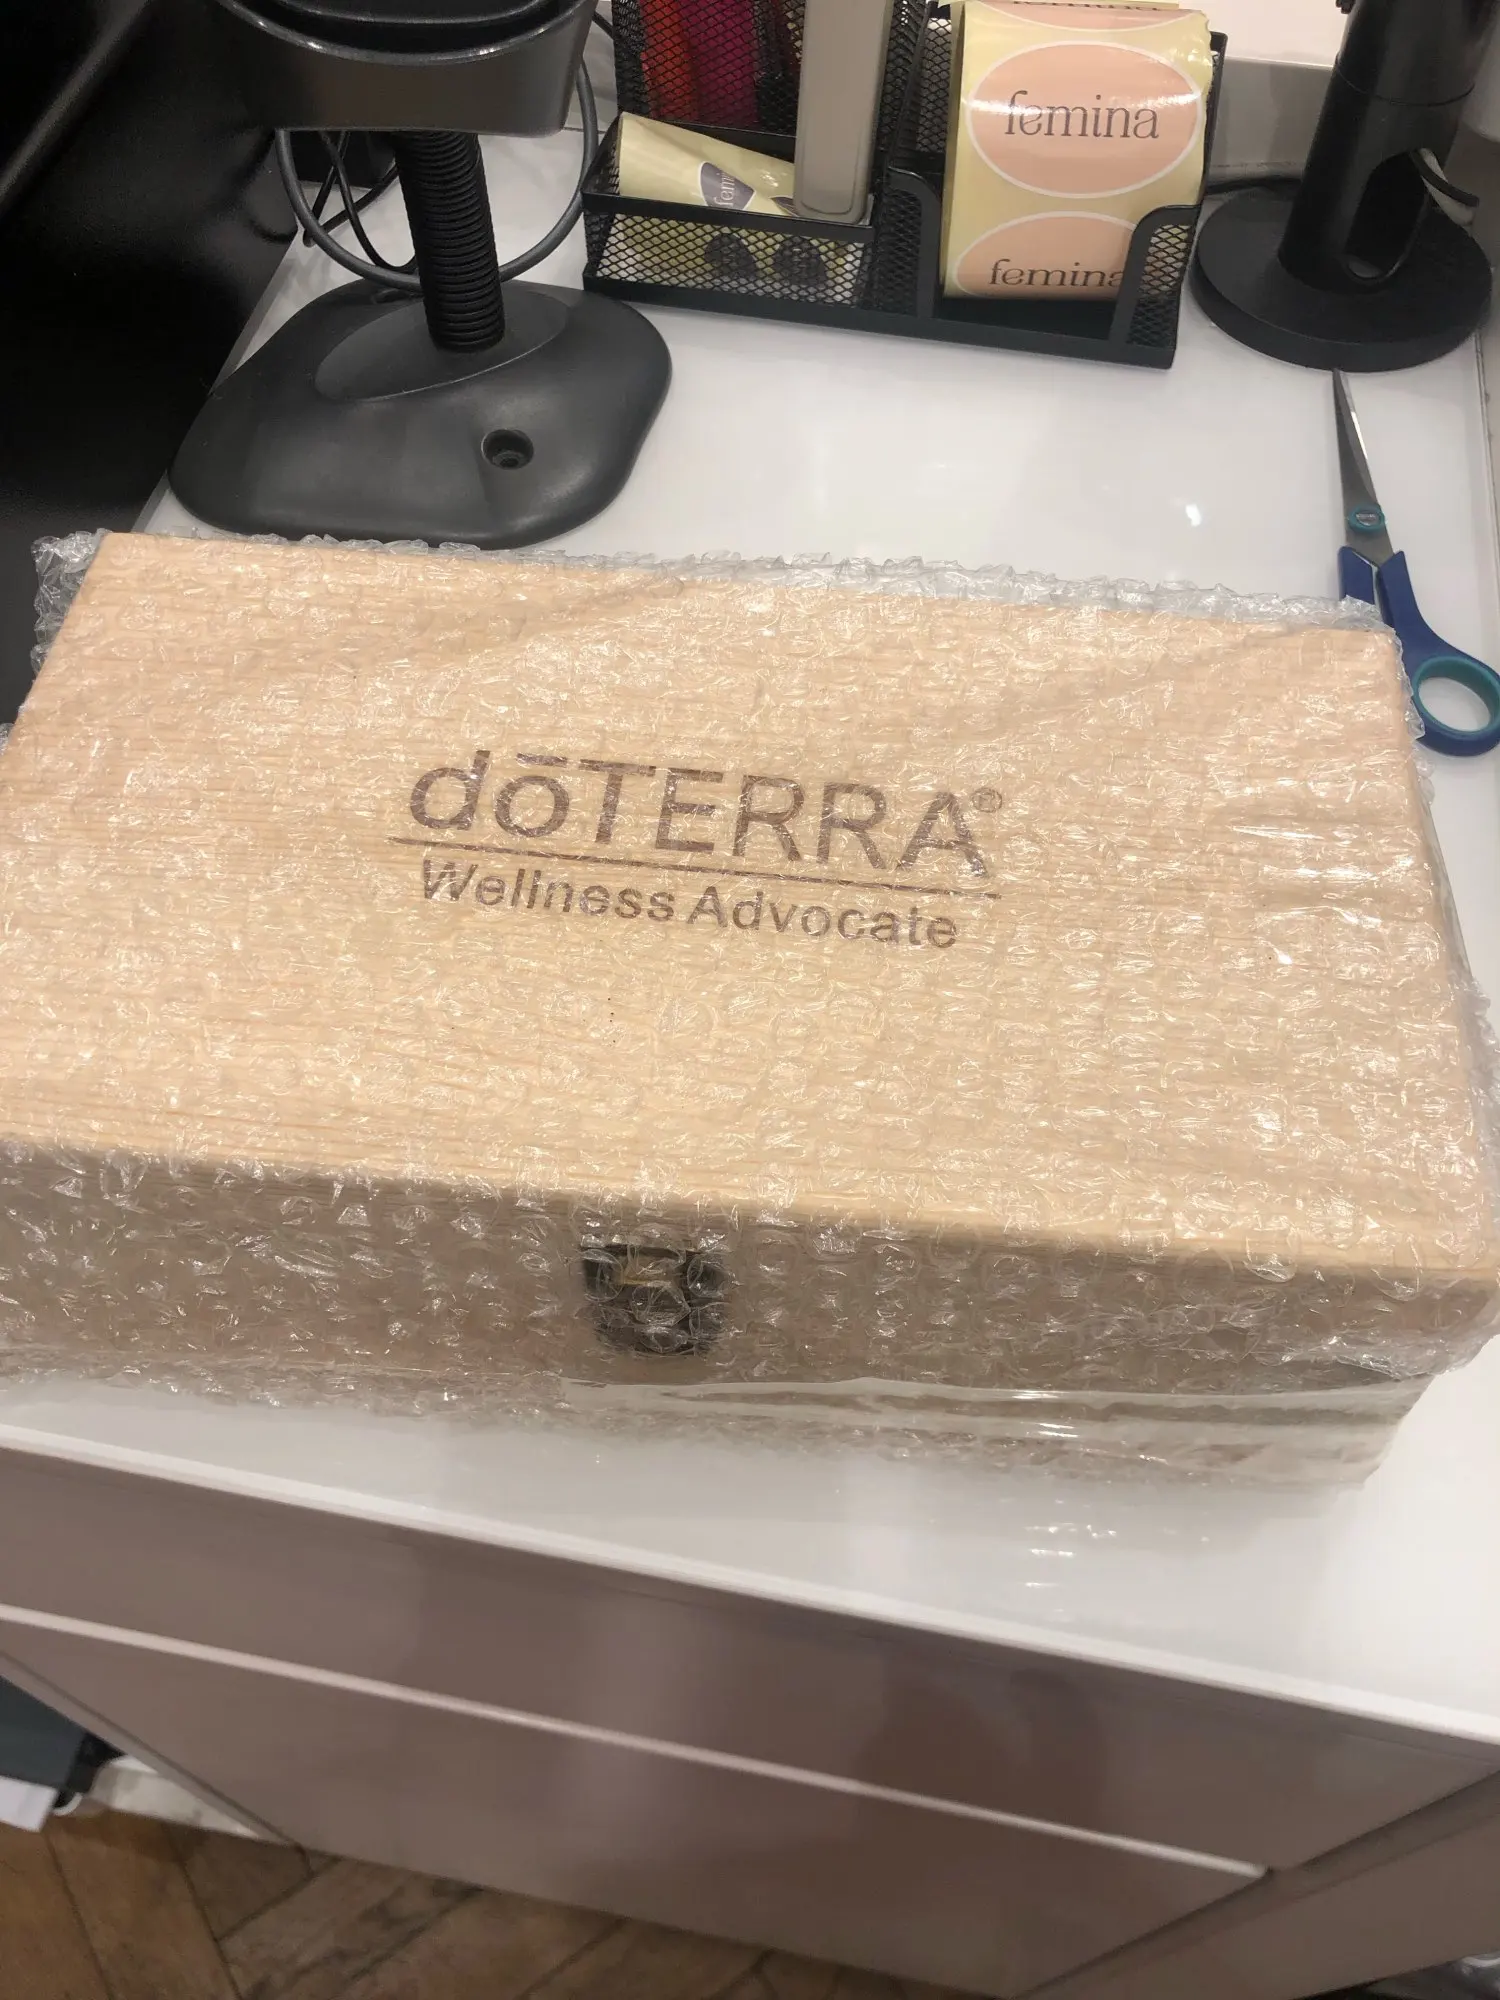 femina
femina
dōTERRA®
Wellness Advocate